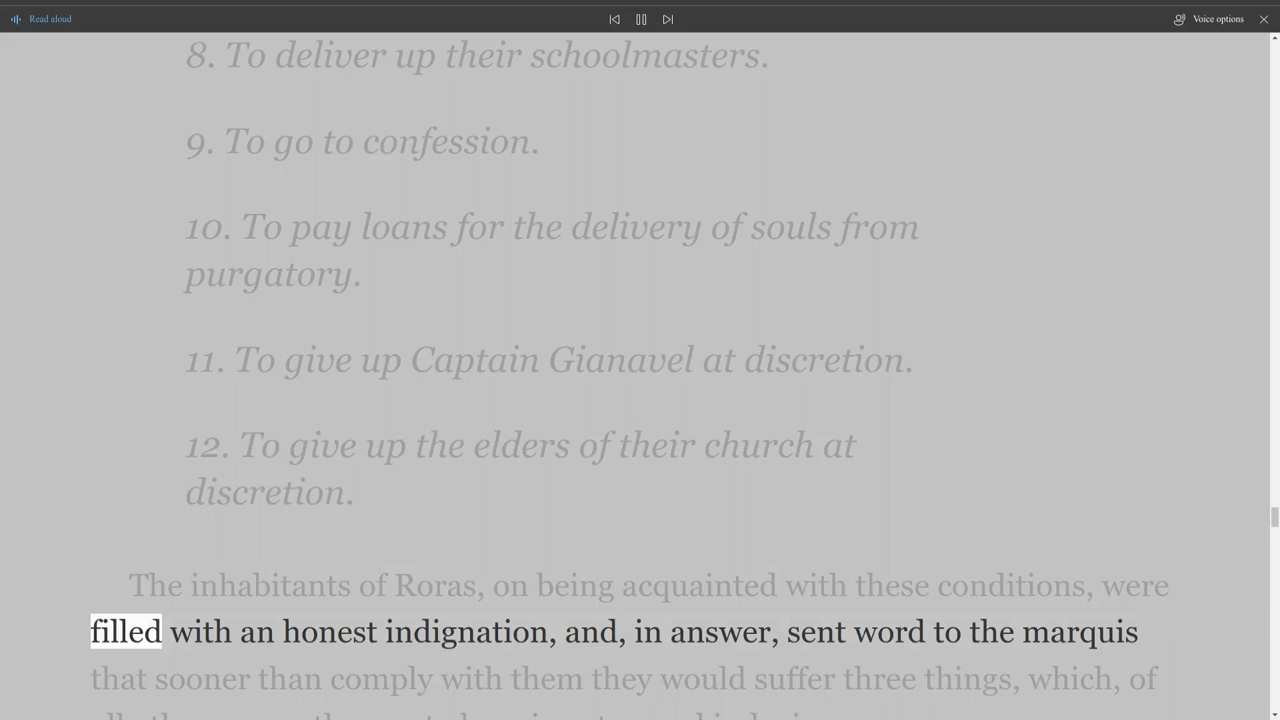 Read aloud
Voice options
8. To deliver up their schoolmasters.
9. To go to confession.
10. To pay loans for the delivery of souls from
purgatory.
11. To give up Captain Gianavel at discretion.
12. To give up the elders of their church at
discretion.
The inhabitants of Roras, on being acquainted with these conditions, were
filled with an honest indignation, and, in answer, sent word to the marquis
that sooner than comply with them they would suffer three things, which, of